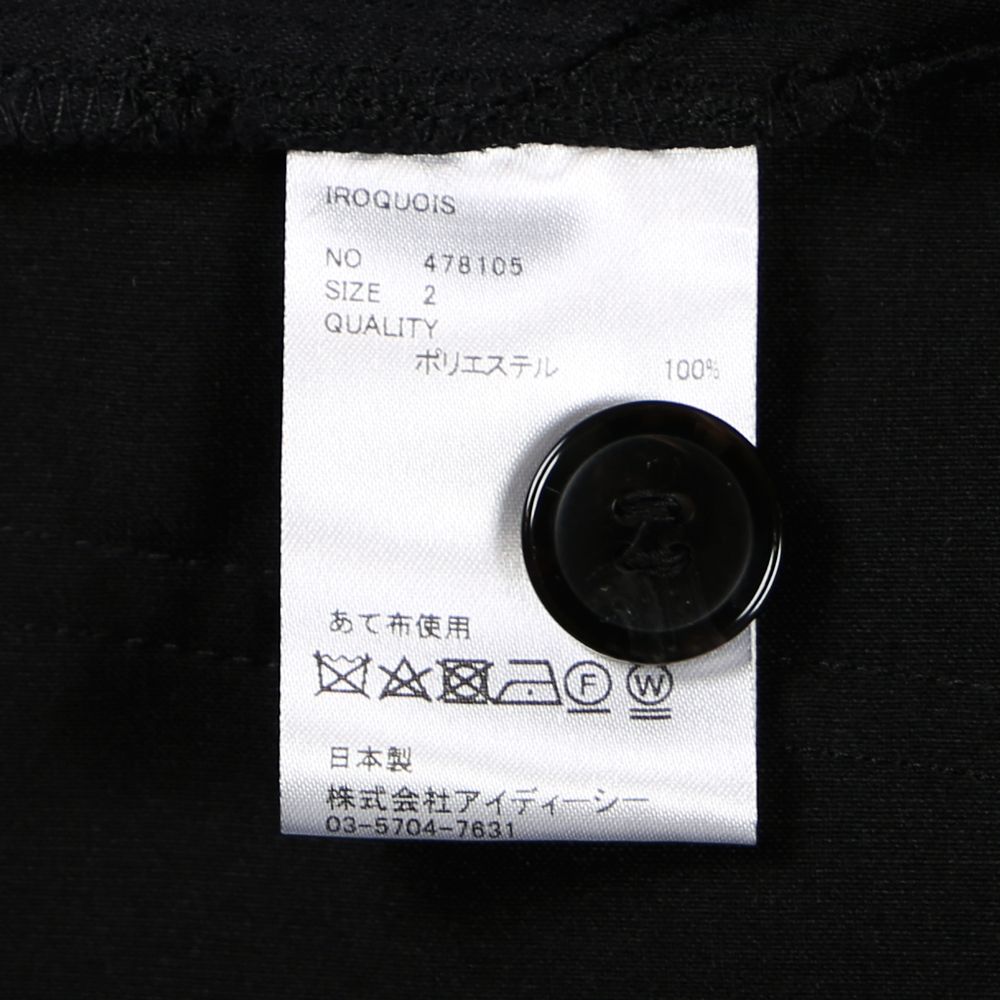 IROQUOIS
NO 478105
SIZE 2
QUALITY
ポリエステル 100%
あて布使用
F W
日本製
株式会社アイディーシー
03-5704-7631